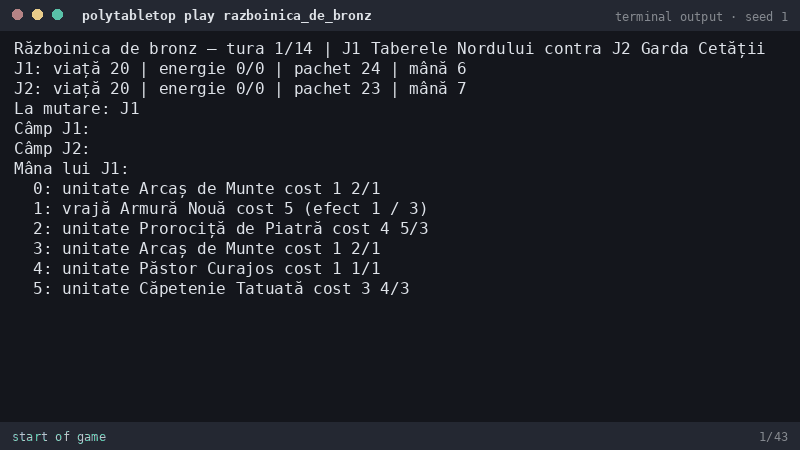 polytabletop play razboinica_de_bronz
terminal output · seed 1
Războinica de bronz — tura 1/14 | J1 Taberele Nordului contra J2 Garda Cetății
J1: viață 20 | energie 0/0 | pachet 24 | mână 6
J2: viață 20 | energie 0/0 | pachet 23 | mână 7
La mutare: J1
Câmp J1:
Câmp J2:
Mâna lui J1:
0: unitate Arcaș de Munte cost 1 2/1
1: vrajă Armură Nouă cost 5 (efect 1 / 3)
2: unitate Prorociță de Piatră cost 4 5/3
3: unitate Arcaș de Munte cost 1 2/1
4: unitate Păstor Curajos cost 1 1/1
5: unitate Căpetenie Tatuată cost 3 4/3
start of game
1/43